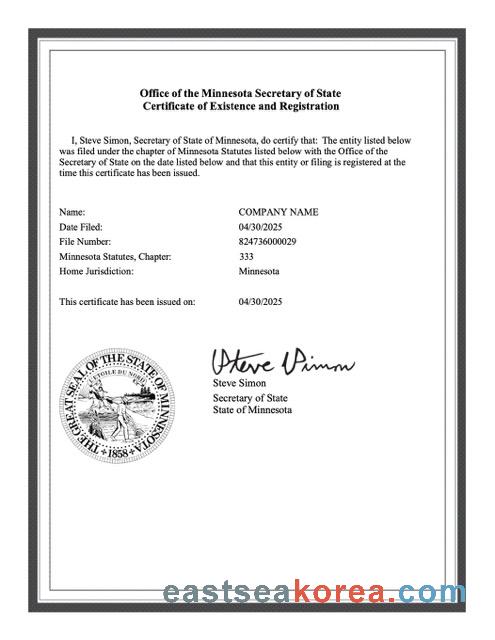 Office of the Minnesota Secretary of State
Certificate of Existence and Registration
I, Steve Simon, Secretary of State of Minnesota, do certify that: The entity listed below
was filed under the chapter of Minnesota Statutes listed below with the Office of the
Secretary of State on the date listed below and that this entity or filing is registered at the
time this certificate has been issued.
Name: COMPANY NAME
Date Filed: 04/30/2025
File Number: 824736000029
Minnesota Statutes, Chapter: 333
Home Jurisdiction: Minnesota
This certificate has been issued on: 04/30/2025
THE GREAT SEAL OF THE STATE OF MINNESOTA
L'ETOILE DU NORD
1858
Steve Simon
Steve Simon
Secretary of State
State of Minnesota
eastseakorea.com